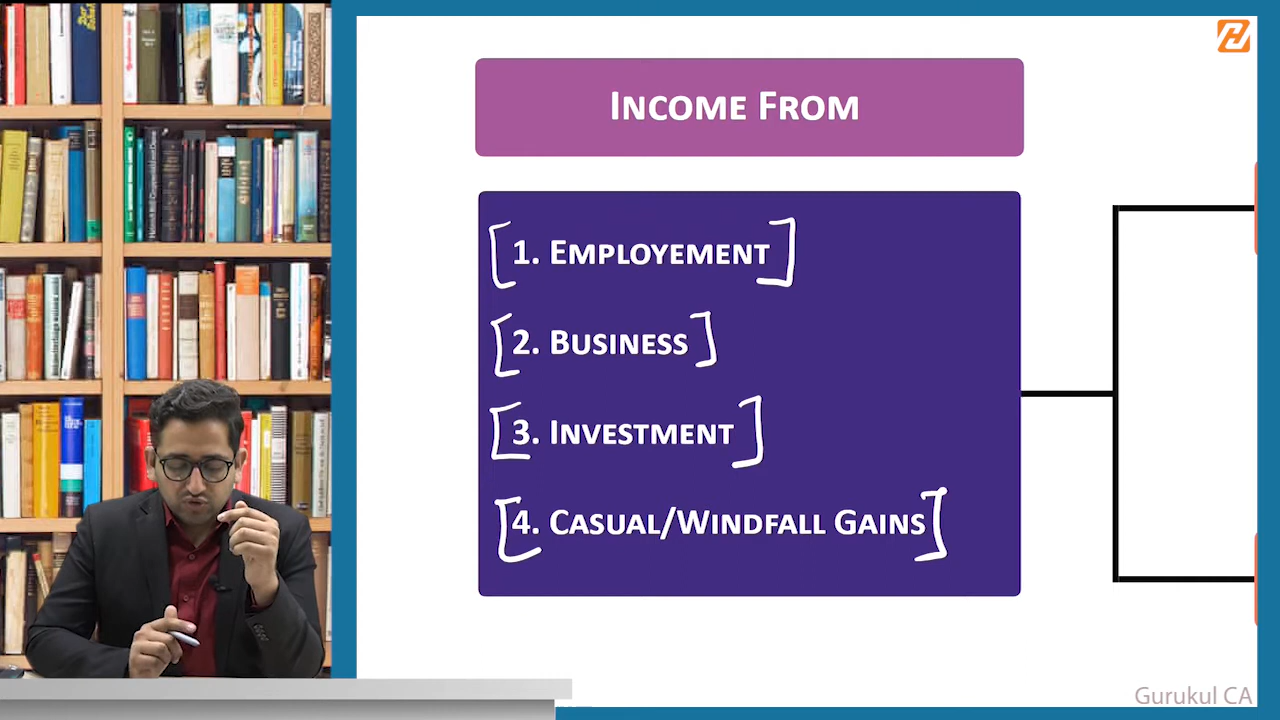 Income From
1. Employement
2. Business
3. Investment
4. Casual/Windfall Gains
Gurukul CA